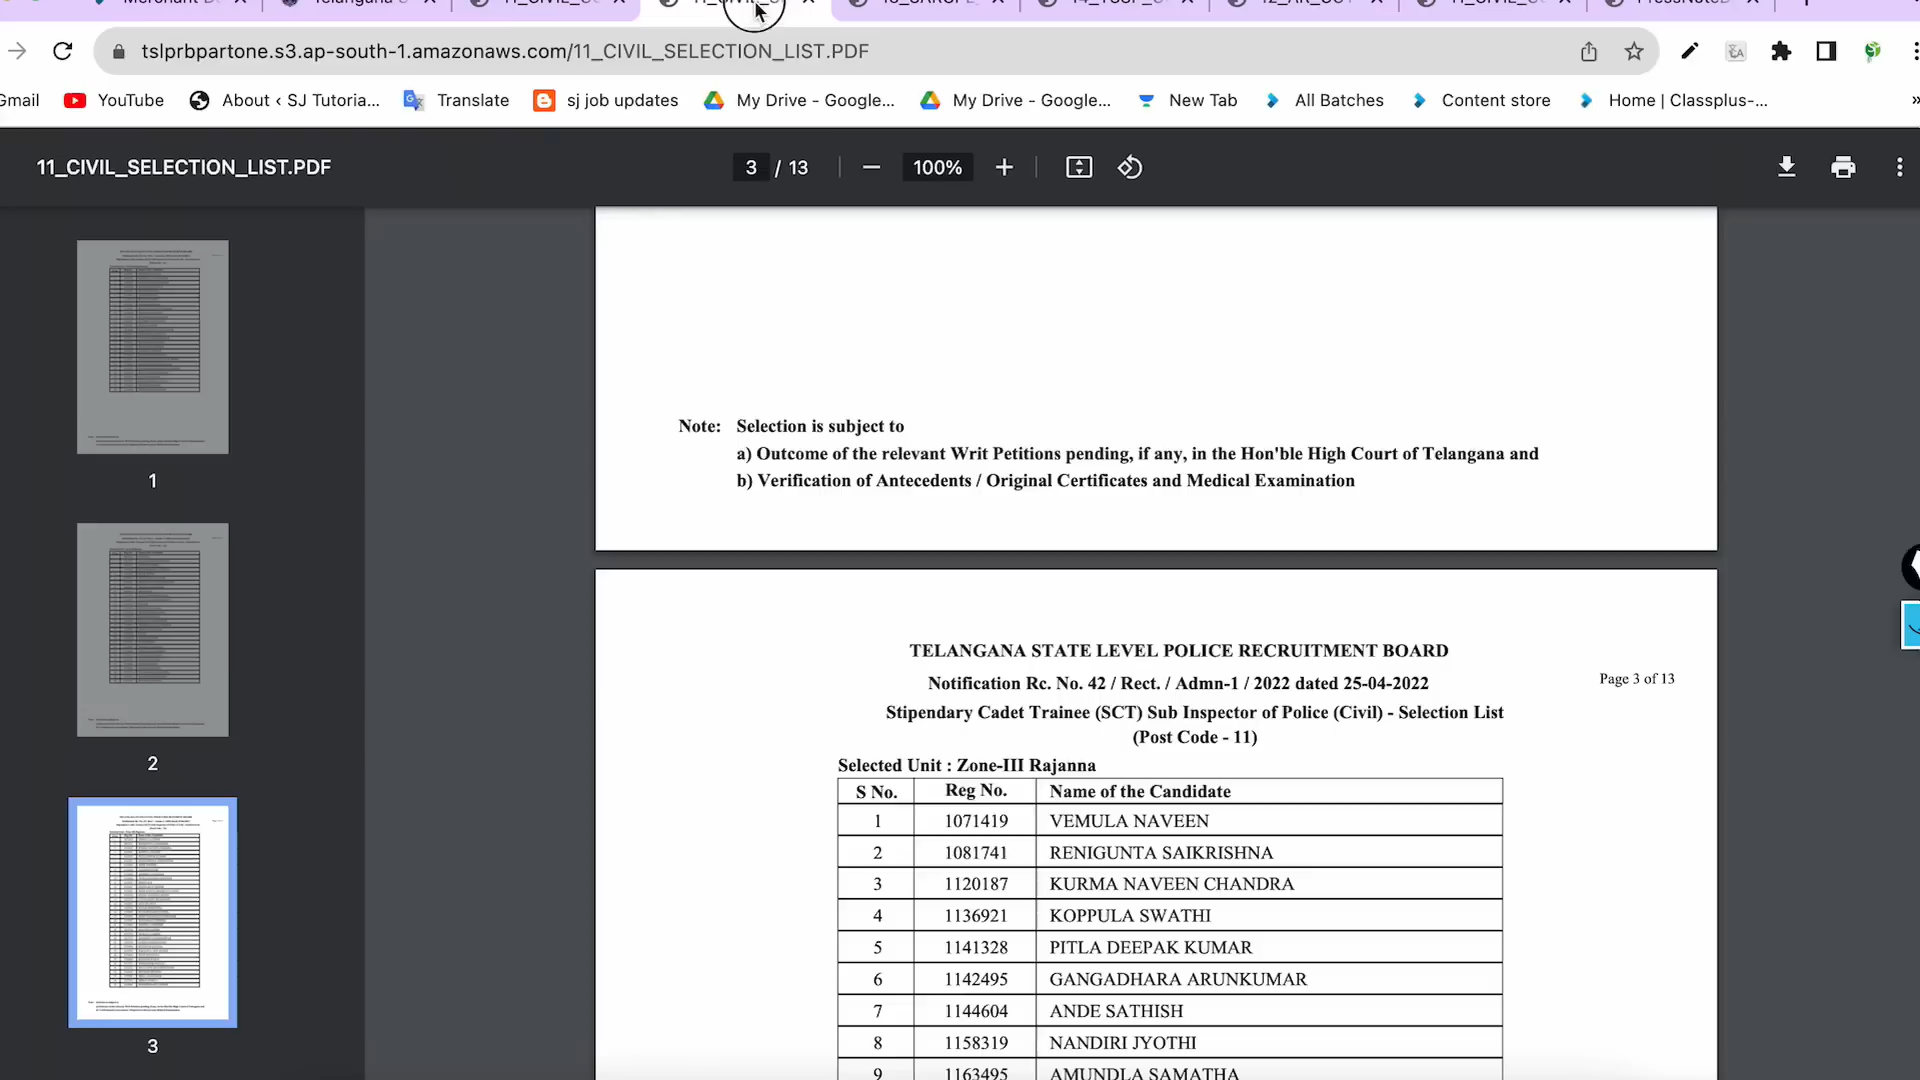 tslprbpartone.s3.ap-south-1.amazonaws.com/11_CIVIL_SELECTION_LIST.PDF
YouTube
About ‹ SJ Tutoria...
Translate
sj job updates
My Drive - Google...
My Drive - Google...
New Tab
All Batches
Content store
Home | Classplus-...
»
11_CIVIL_SELECTION_LIST.PDF
3 / 13
100%
1
2
3
Note: Selection is subject to
a) Outcome of the relevant Writ Petitions pending, if any, in the Hon'ble High Court of Telangana and
b) Verification of Antecedents / Original Certificates and Medical Examination
TELANGANA STATE LEVEL POLICE RECRUITMENT BOARD
Notification Rc. No. 42 / Rect. / Admn-1 / 2022 dated 25-04-2022
Page 3 of 13
Stipendary Cadet Trainee (SCT) Sub Inspector of Police (Civil) - Selection List
(Post Code - 11)
Selected Unit : Zone-III Rajanna
S No. Reg No. Name of the Candidate
1 1071419 VEMULA NAVEEN
2 1081741 RENIGUNTA SAIKRISHNA
3 1120187 KURMA NAVEEN CHANDRA
4 1136921 KOPPULA SWATHI
5 1141328 PITLA DEEPAK KUMAR
6 1142495 GANGADHARA ARUNKUMAR
7 1144604 ANDE SATHISH
8 1158319 NANDIRI JYOTHI
9 1163495 AMUNDLA SAMATHA